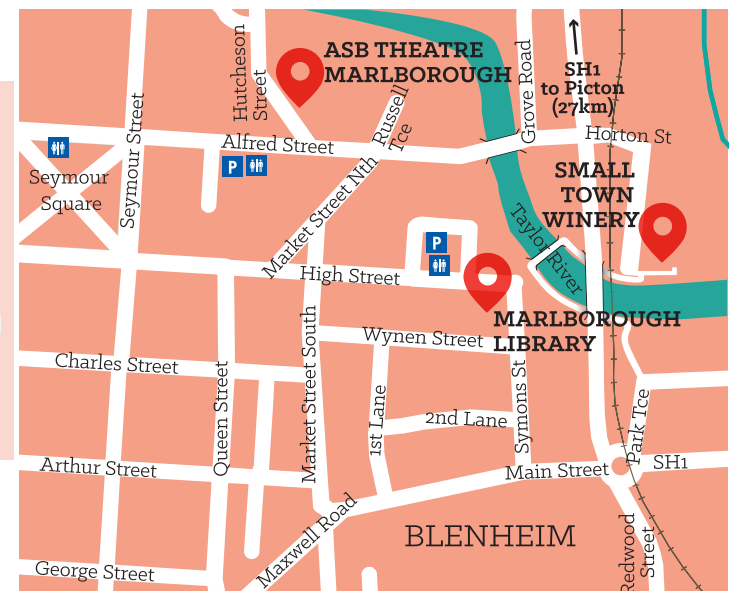 Hutcheson
Street
ASB THEATRE
MARLBOROUGH
Russell
Tce
Grove Road
SH1
to Picton
(27km)
Seymour Street
Alfred Street
Horton St
P
Seymour
Square
Market Street Nth
SMALL
TOWN
WINERY
Taylor River
P
High Street
MARLBOROUGH
LIBRARY
Wynen Street
Charles Street
Queen Street
Market Street South
1st Lane
2nd Lane
Symons St
Park Tce
Arthur Street
Main Street
SH1
Maxwell Road
BLENHEIM
Redwood
Street
George Street